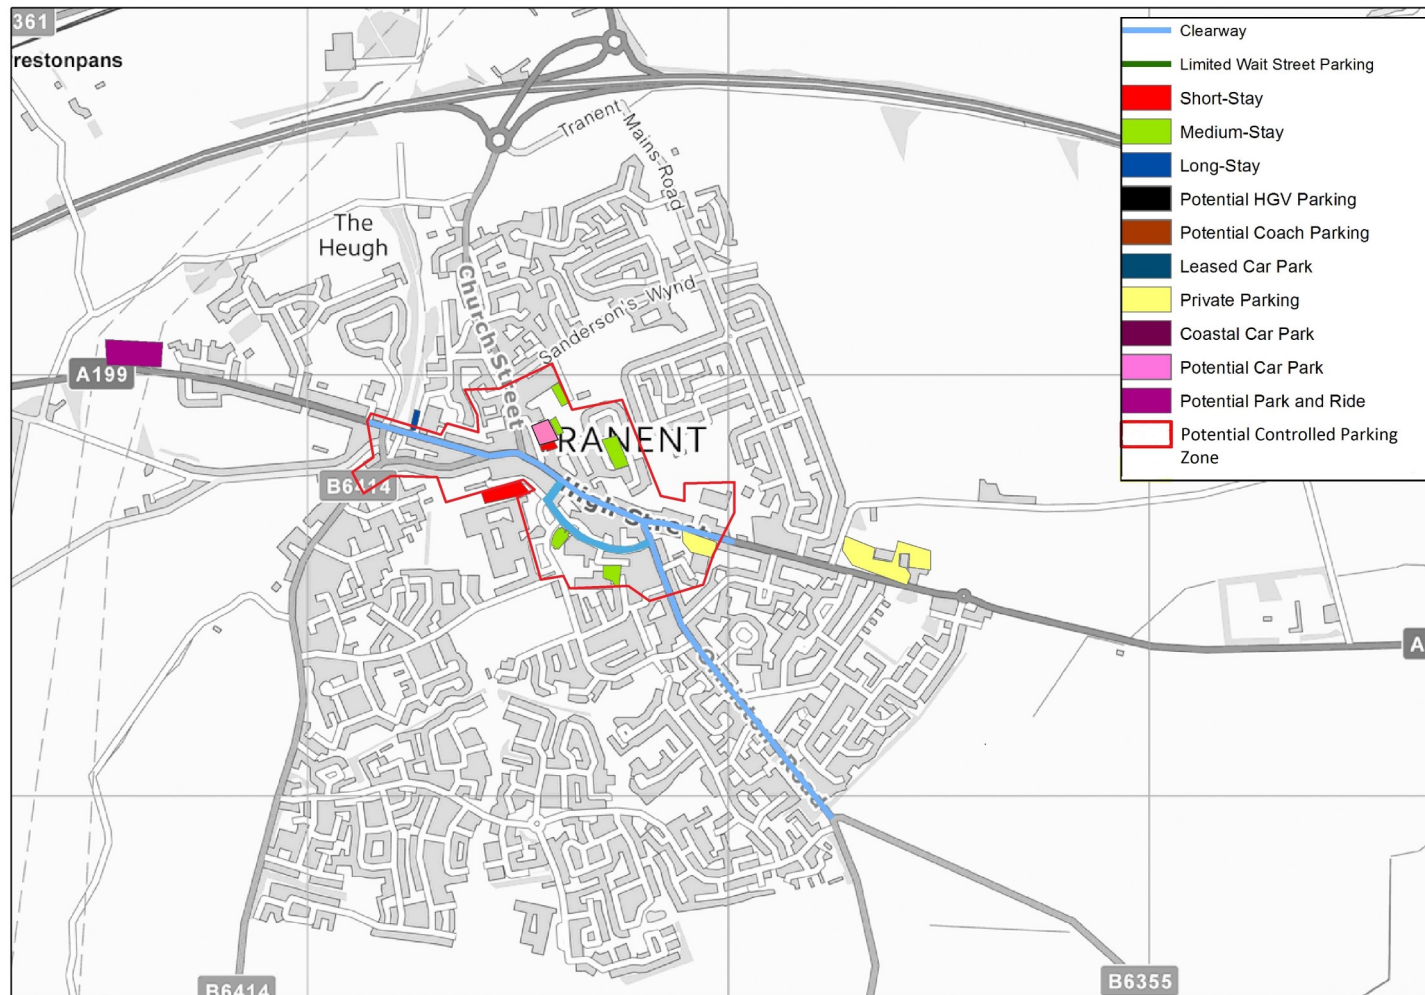 361
restonpans
Tranent
Mains
Road
The
Heugh
Church Street
Sanderson's Wynd
A199
RANENT
B6414
High Street
Road
A
B6414
B6355
Clearway
Limited Wait Street Parking
Short-Stay
Medium-Stay
Long-Stay
Potential HGV Parking
Potential Coach Parking
Leased Car Park
Private Parking
Coastal Car Park
Potential Car Park
Potential Park and Ride
Potential Controlled Parking
Zone